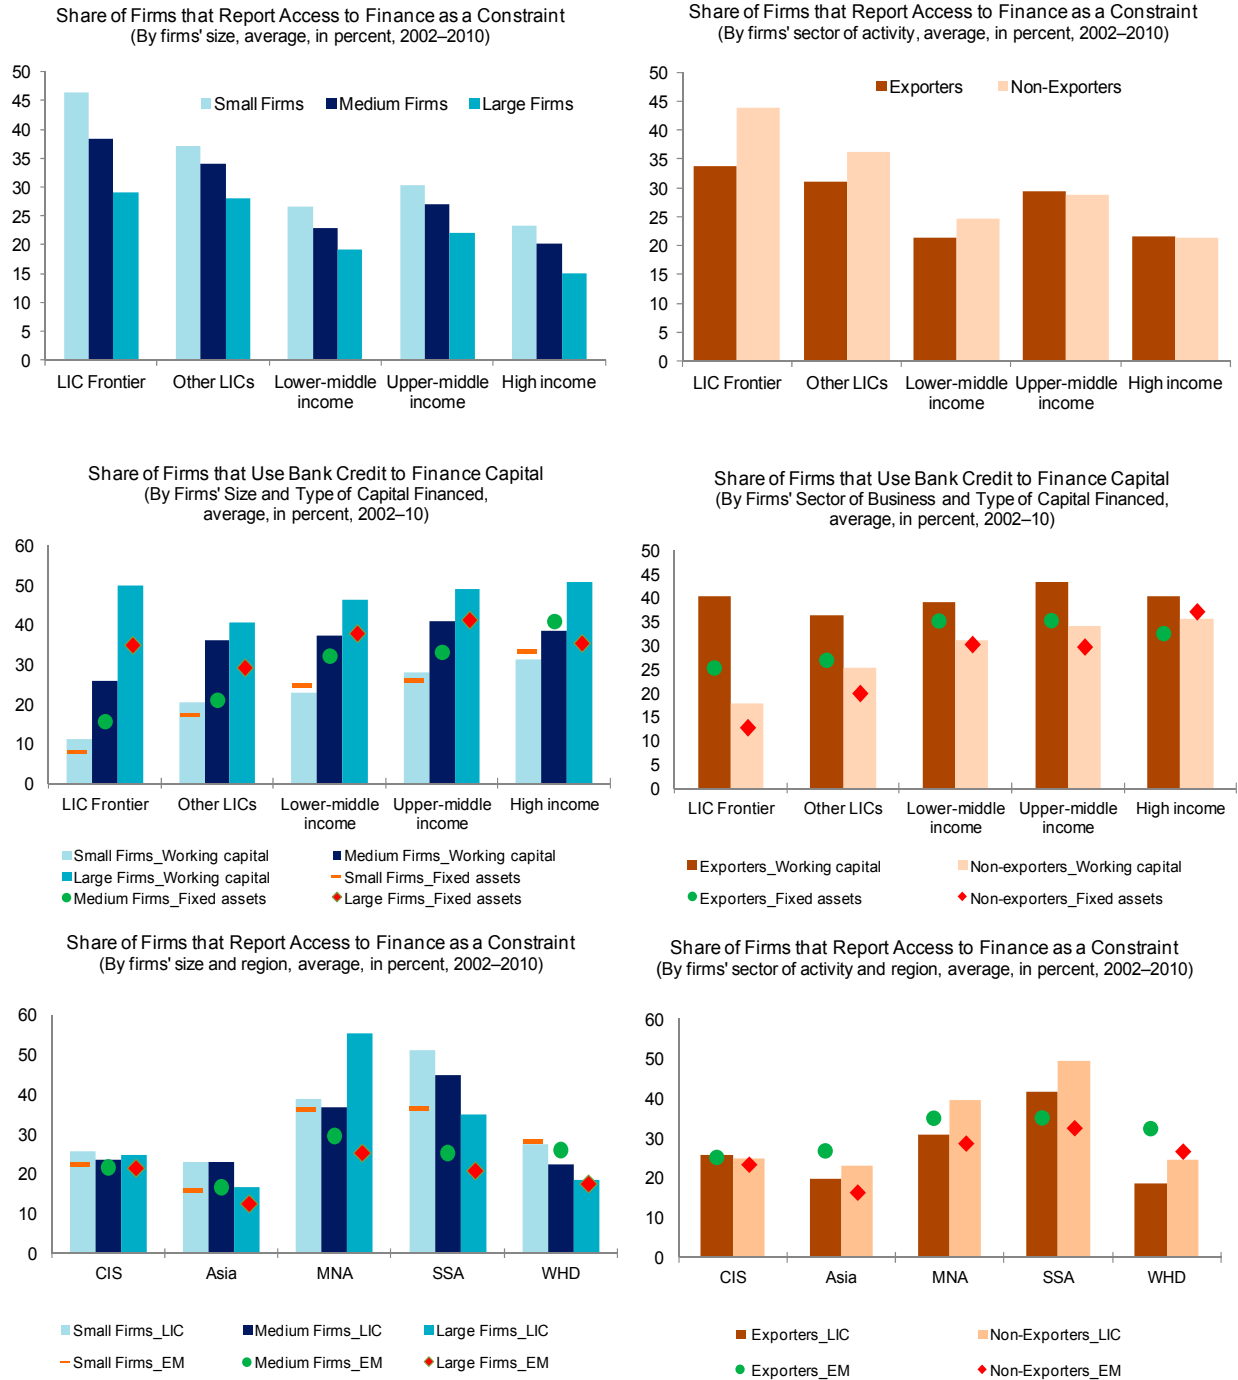 Share of Firms that Report Access to Finance as a Constraint
(By firms' size, average, in percent, 2002–2010)
50
45
40
35
30
25
20
15
10
5
0
Small Firms
Medium Firms
Large Firms
LIC Frontier
Other LICs
Lower-middle
income
Upper-middle
income
High income
Share of Firms that Report Access to Finance as a Constraint
(By firms' sector of activity, average, in percent, 2002–2010)
50
45
40
35
30
25
20
15
10
5
0
Exporters
Non-Exporters
LIC Frontier
Other LICs
Lower-middle
income
Upper-middle
income
High income
Share of Firms that Use Bank Credit to Finance Capital
(By Firms' Size and Type of Capital Financed,
average, in percent, 2002–10)
60
50
40
30
20
10
0
LIC Frontier
Other LICs
Lower-middle
income
Upper-middle
income
High income
Small Firms_Working capital
Medium Firms_Working capital
Large Firms_Working capital
Small Firms_Fixed assets
Medium Firms_Fixed assets
Large Firms_Fixed assets
Share of Firms that Use Bank Credit to Finance Capital
(By Firms' Sector of Business and Type of Capital Financed,
average, in percent, 2002–10)
50
45
40
35
30
25
20
15
10
5
0
LIC Frontier
Other LICs
Lower-middle
income
Upper-middle
income
High income
Exporters_Working capital
Non-exporters_Working capital
Exporters_Fixed assets
Non-exporters_Fixed assets
Share of Firms that Report Access to Finance as a Constraint
(By firms' size and region, average, in percent, 2002–2010)
60
50
40
30
20
10
0
CIS
Asia
MNA
SSA
WHD
Small Firms_LIC
Medium Firms_LIC
Large Firms_LIC
Small Firms_EM
Medium Firms_EM
Large Firms_EM
Share of Firms that Report Access to Finance as a Constraint
(By firms' sector of activity and region, average, in percent, 2002–2010)
60
50
40
30
20
10
0
CIS
Asia
MNA
SSA
WHD
Exporters_LIC
Non-Exporters_LIC
Exporters_EM
Non-Exporters_EM